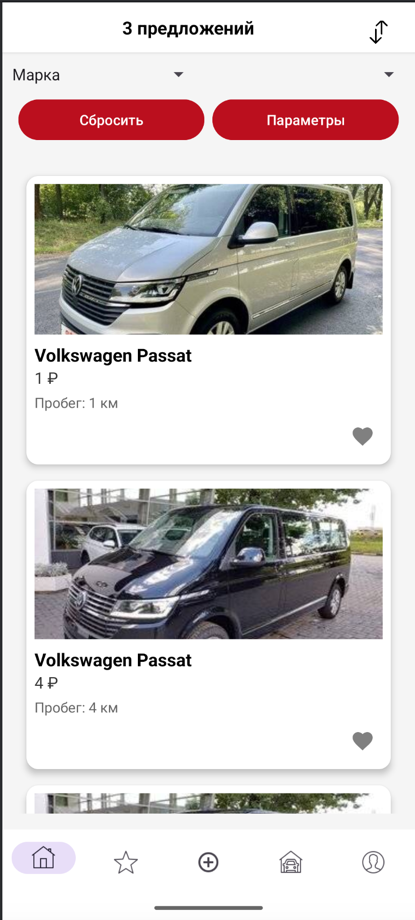 3 предложений
Марка
Сбросить Параметры
Volkswagen Passat
1 ₽
Пробег: 1 км
Volkswagen Passat
4 ₽
Пробег: 4 км